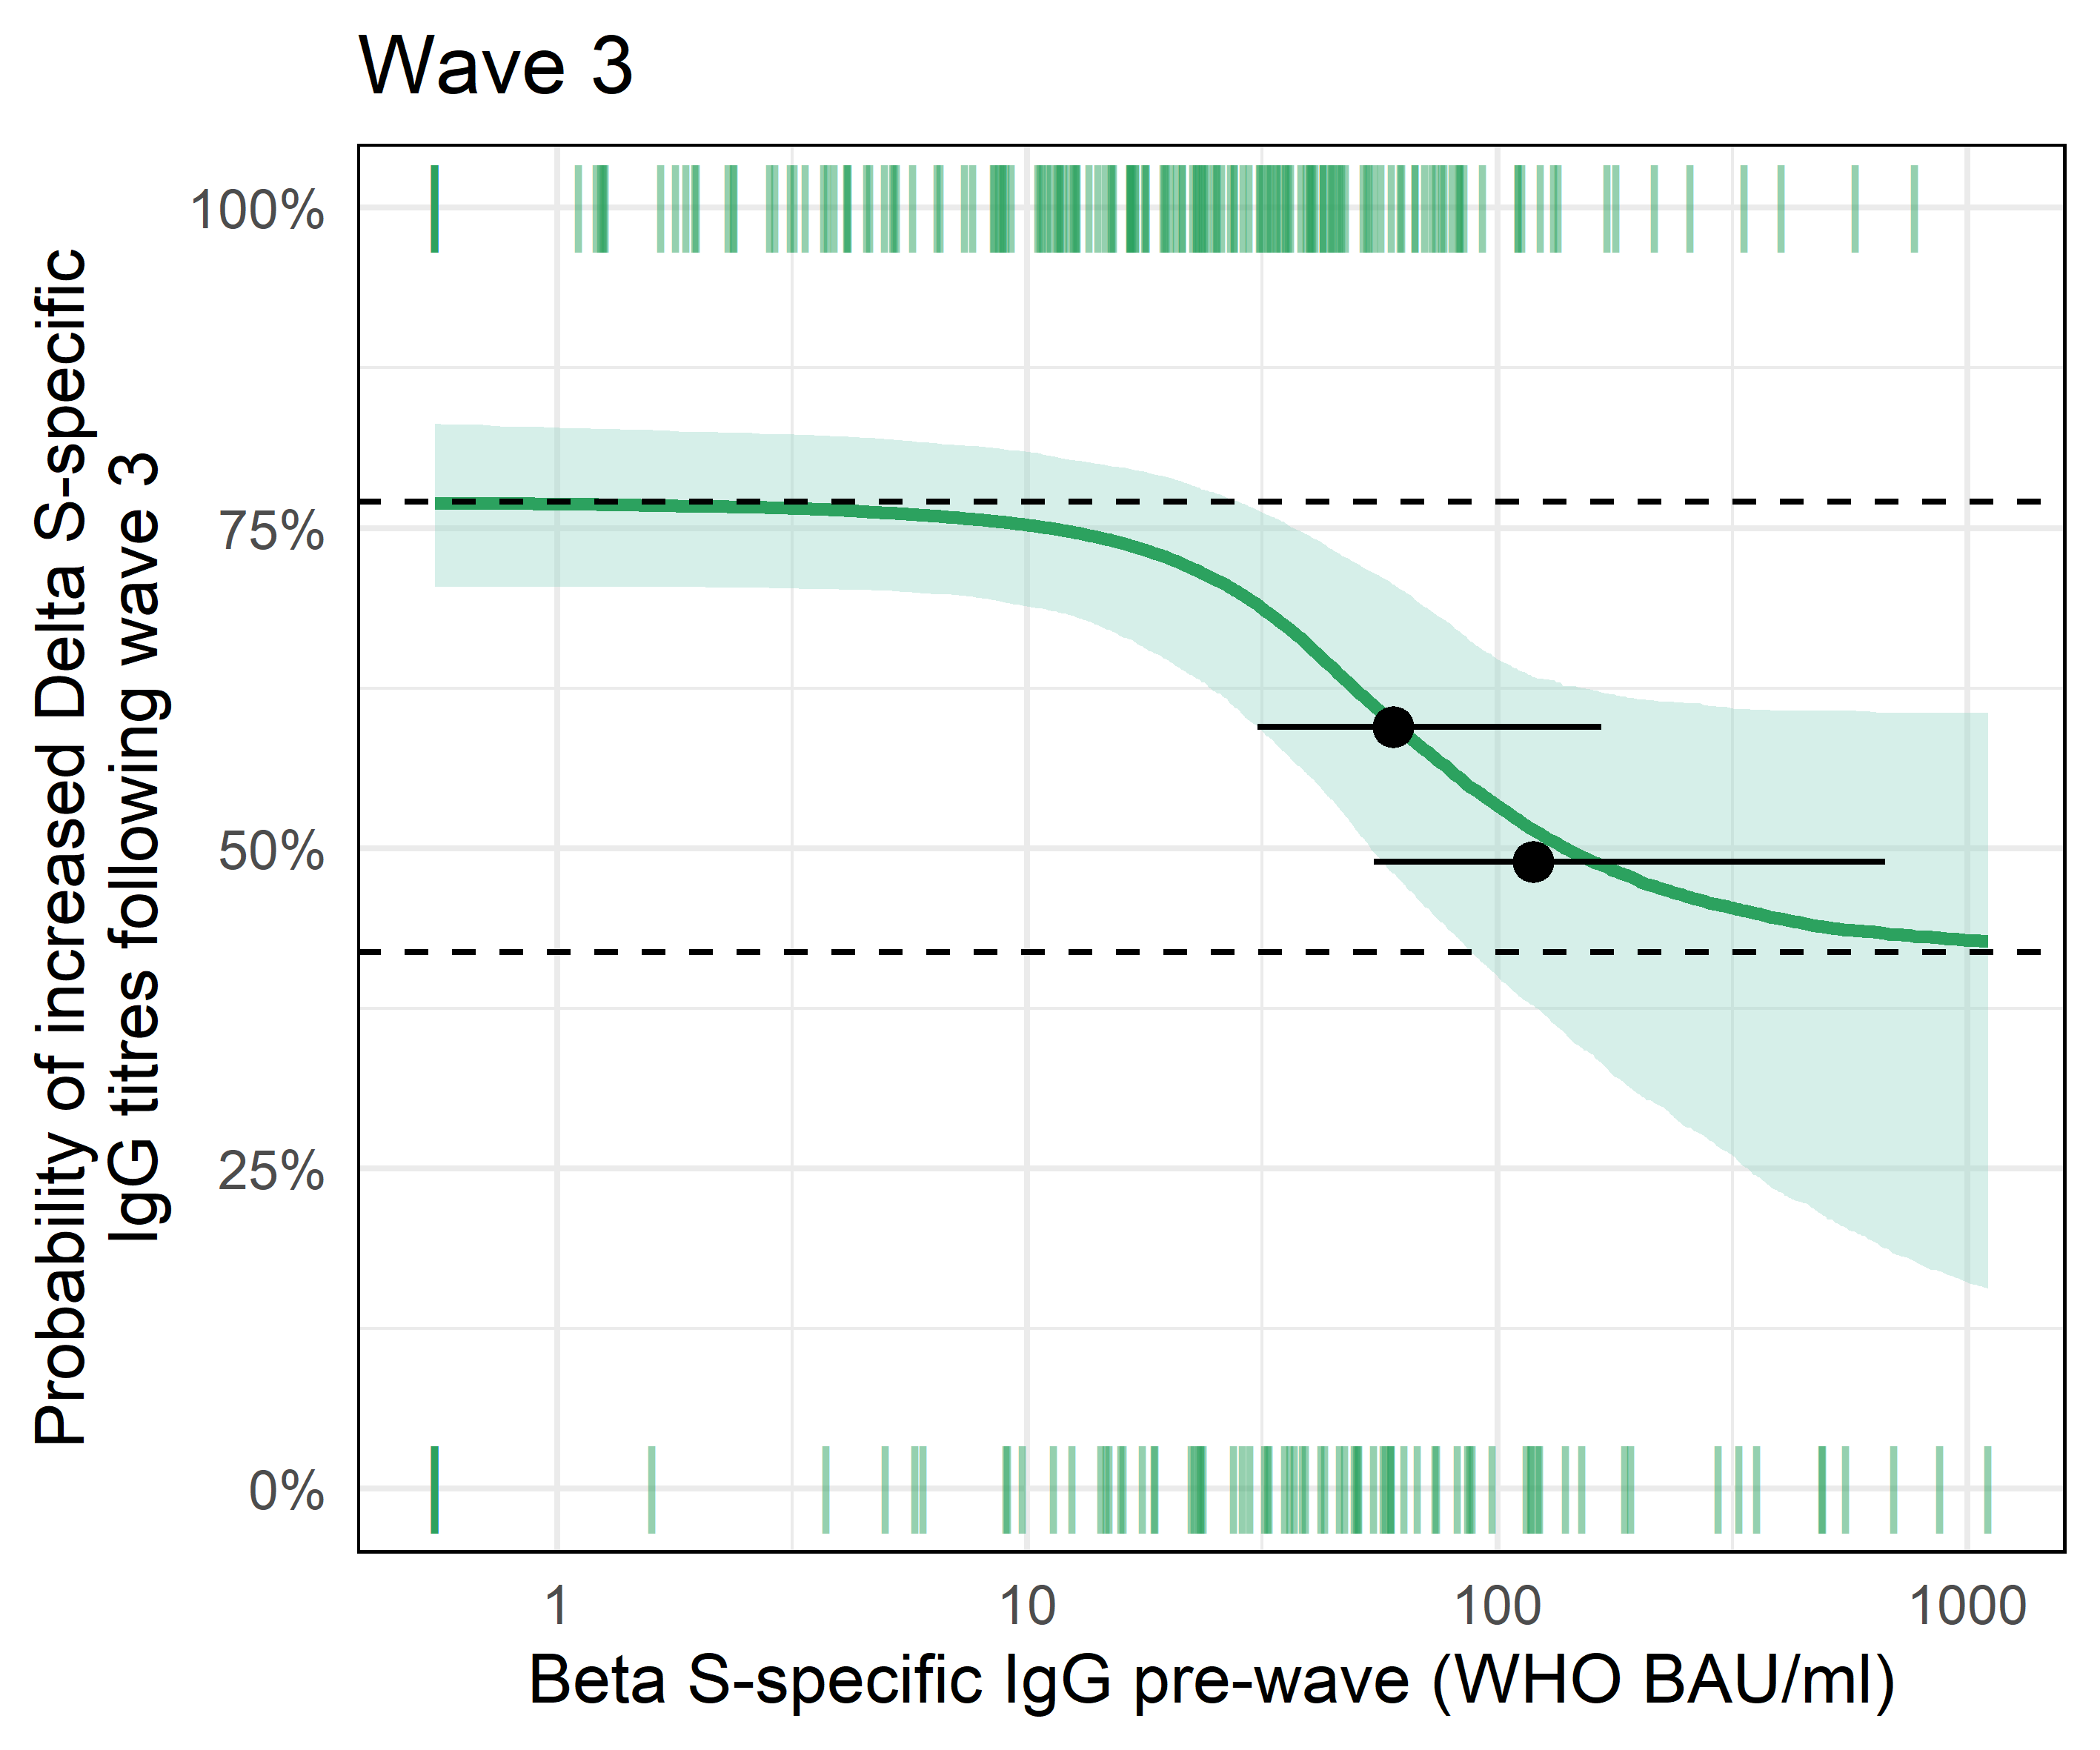 Wave 3
Probability of increased Delta S-specific
IgG titres following wave 3
100%
75%
50%
25%
0%
1
10
100
1000
Beta S-specific IgG pre-wave (WHO BAU/ml)